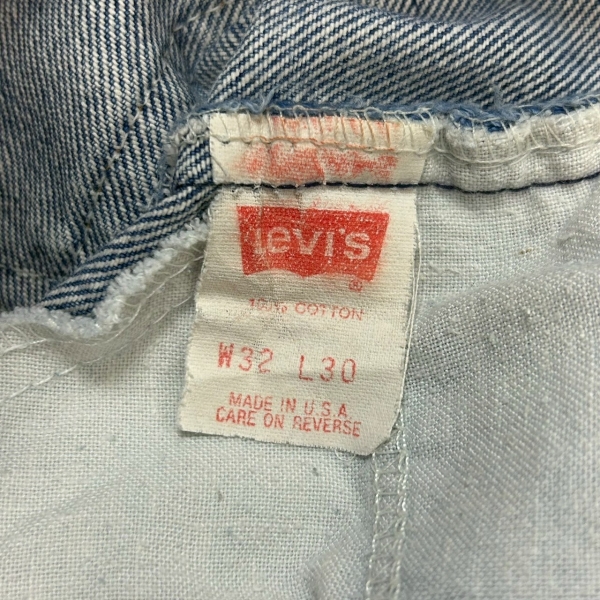 Levi's
®
100% COTTON
W32 L30
MADE IN U.S.A.
CARE ON REVERSE